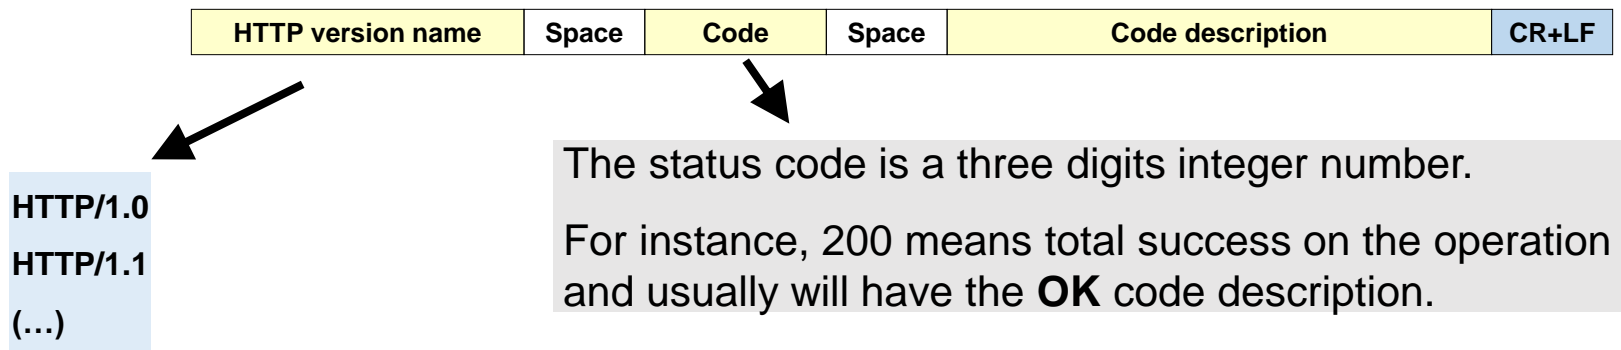 HTTP version name Space Code Space Code description CR+LF
The status code is a three digits integer number.
HTTP/1.0
For instance, 200 means total success on the operation
HTTP/1.1
and usually will have the OK code description.
(…)